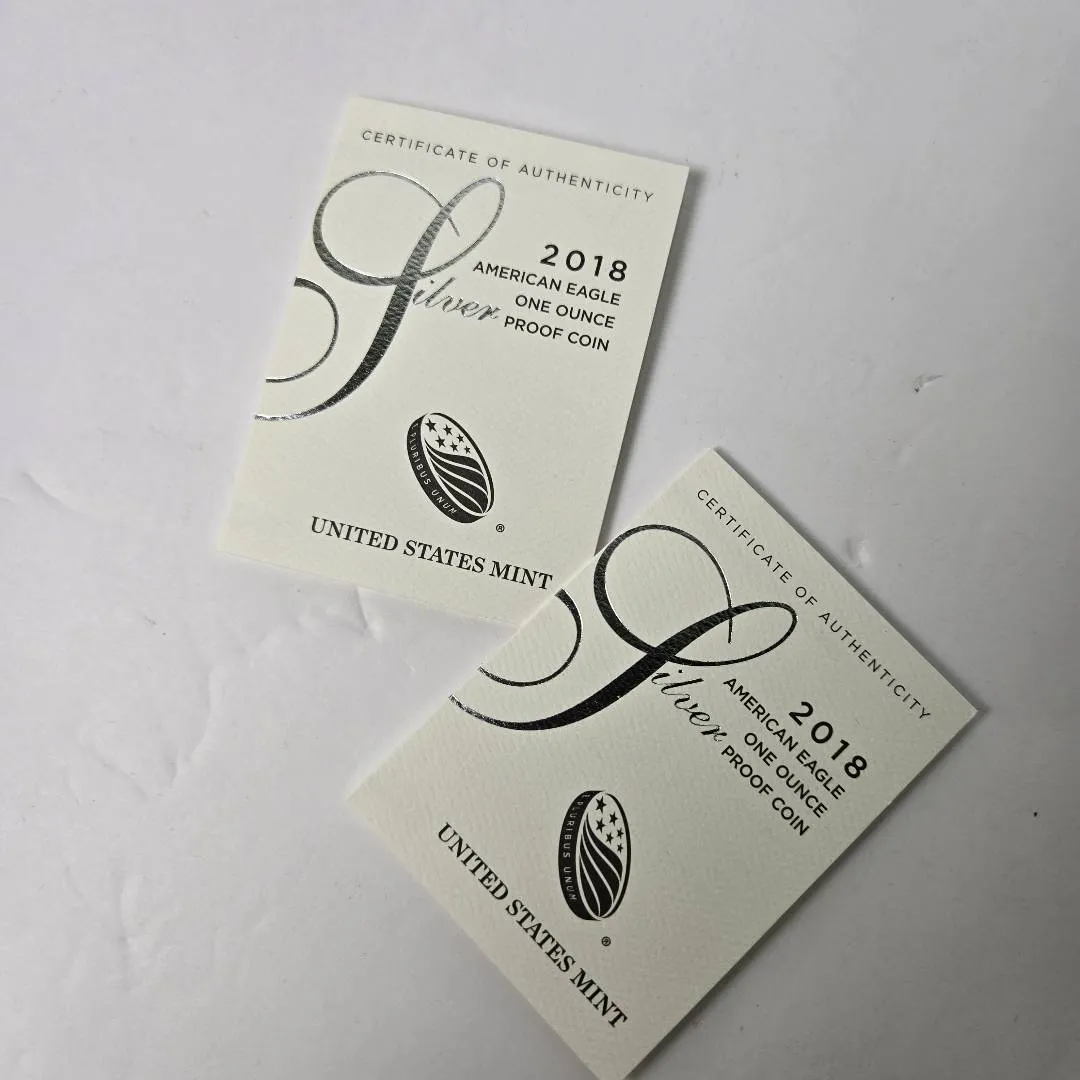 CERTIFICATE OF AUTHENTICITY
Silver
2018
AMERICAN EAGLE
ONE OUNCE
PROOF COIN
E PLURIBUS UNUM
®
UNITED STATES MINT
CERTIFICATE OF AUTHENTICITY
Silver
2018
AMERICAN EAGLE
ONE OUNCE
PROOF COIN
E PLURIBUS UNUM
®
UNITED STATES MINT